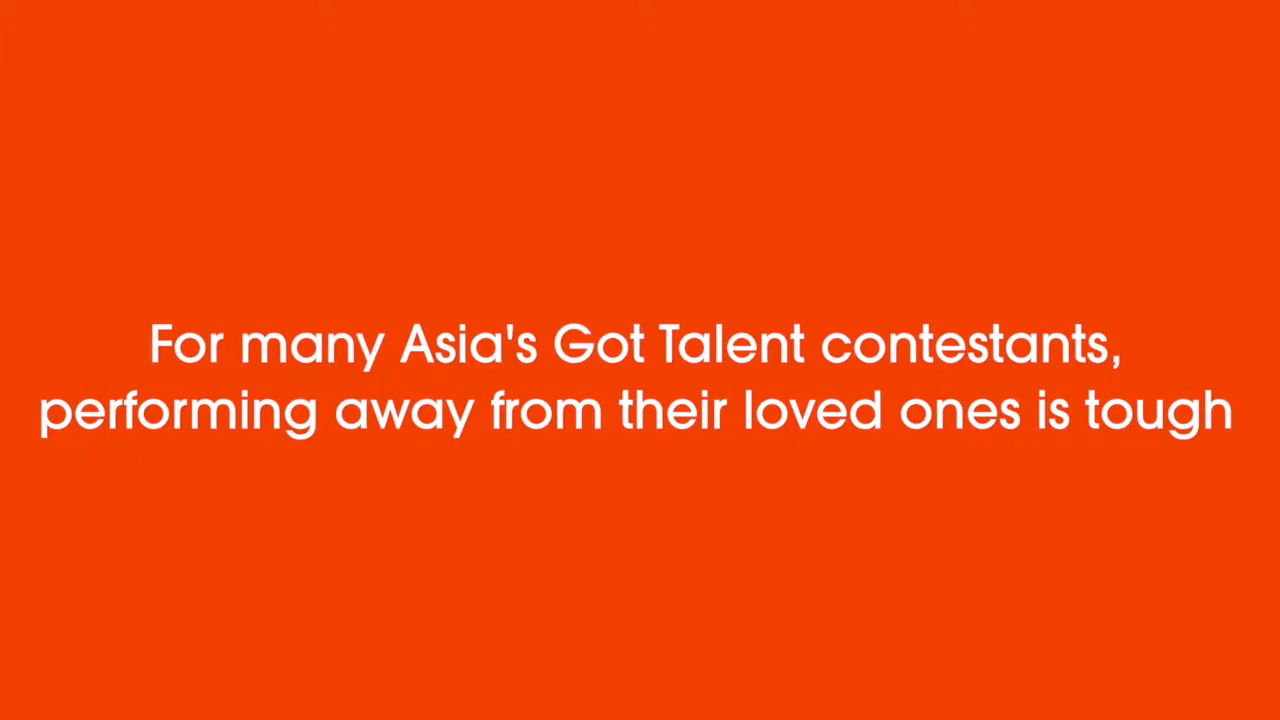 For many Asia's Got Talent contestants,
performing away from their loved ones is tough